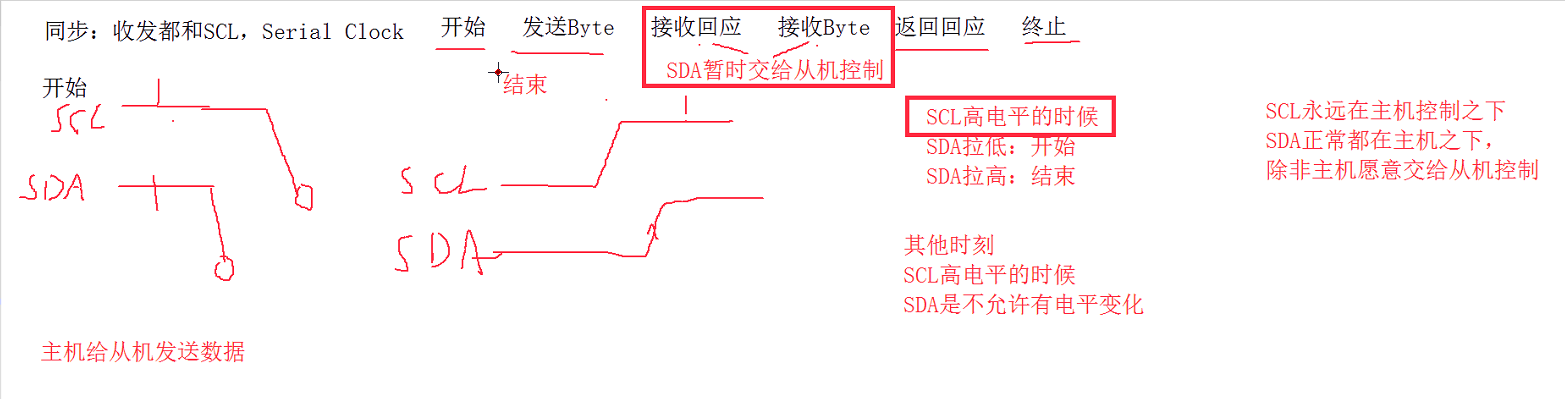 同步：收发都和SCL，Serial Clock 开始 发送Byte 接收回应 接收Byte 返回回应 终止
SDA暂时交给从机控制
开始
结束
SCL
SDA
SCL
SDA
SCL高电平的时候
SDA拉低：开始
SDA拉高：结束
其他时刻
SCL高电平的时候
SDA是不允许有电平变化
SCL永远在主机控制之下
SDA正常都在主机之下，
除非主机愿意交给从机控制
主机给从机发送数据